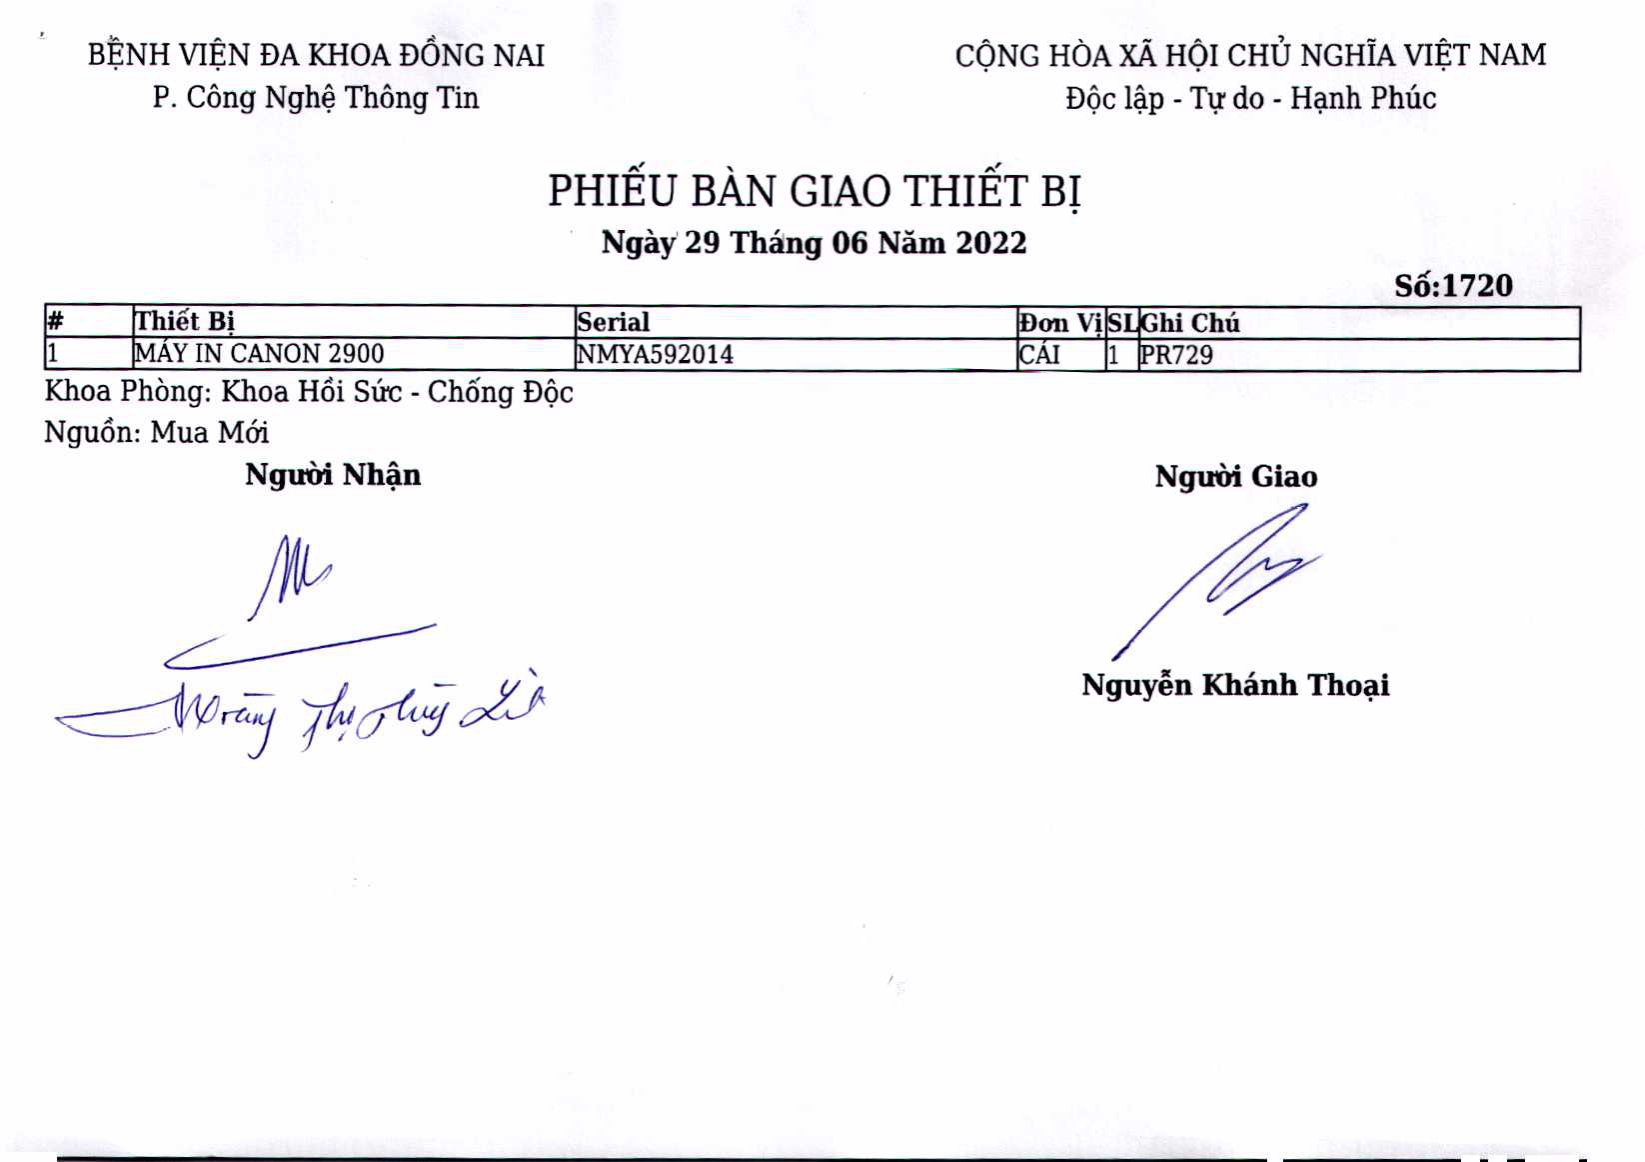 BỆNH VIỆN ĐA KHOA ĐỒNG NAI
P. Công Nghệ Thông Tin
CỘNG HÒA XÃ HỘI CHỦ NGHĨA VIỆT NAM
Độc lập - Tự do - Hạnh Phúc
PHIẾU BÀN GIAO THIẾT BỊ
Ngày 29 Tháng 06 Năm 2022
Số:1720
# Thiết Bị Serial Đơn Vị SL Ghi Chú
1 MÁY IN CANON 2900 NMYA592014 CÁI 1 PR729
Khoa Phòng: Khoa Hồi Sức - Chống Độc
Nguồn: Mua Mới
Người Nhận
Người Giao
Nguyễn Khánh Thoại
Hoàng Thị Thùy